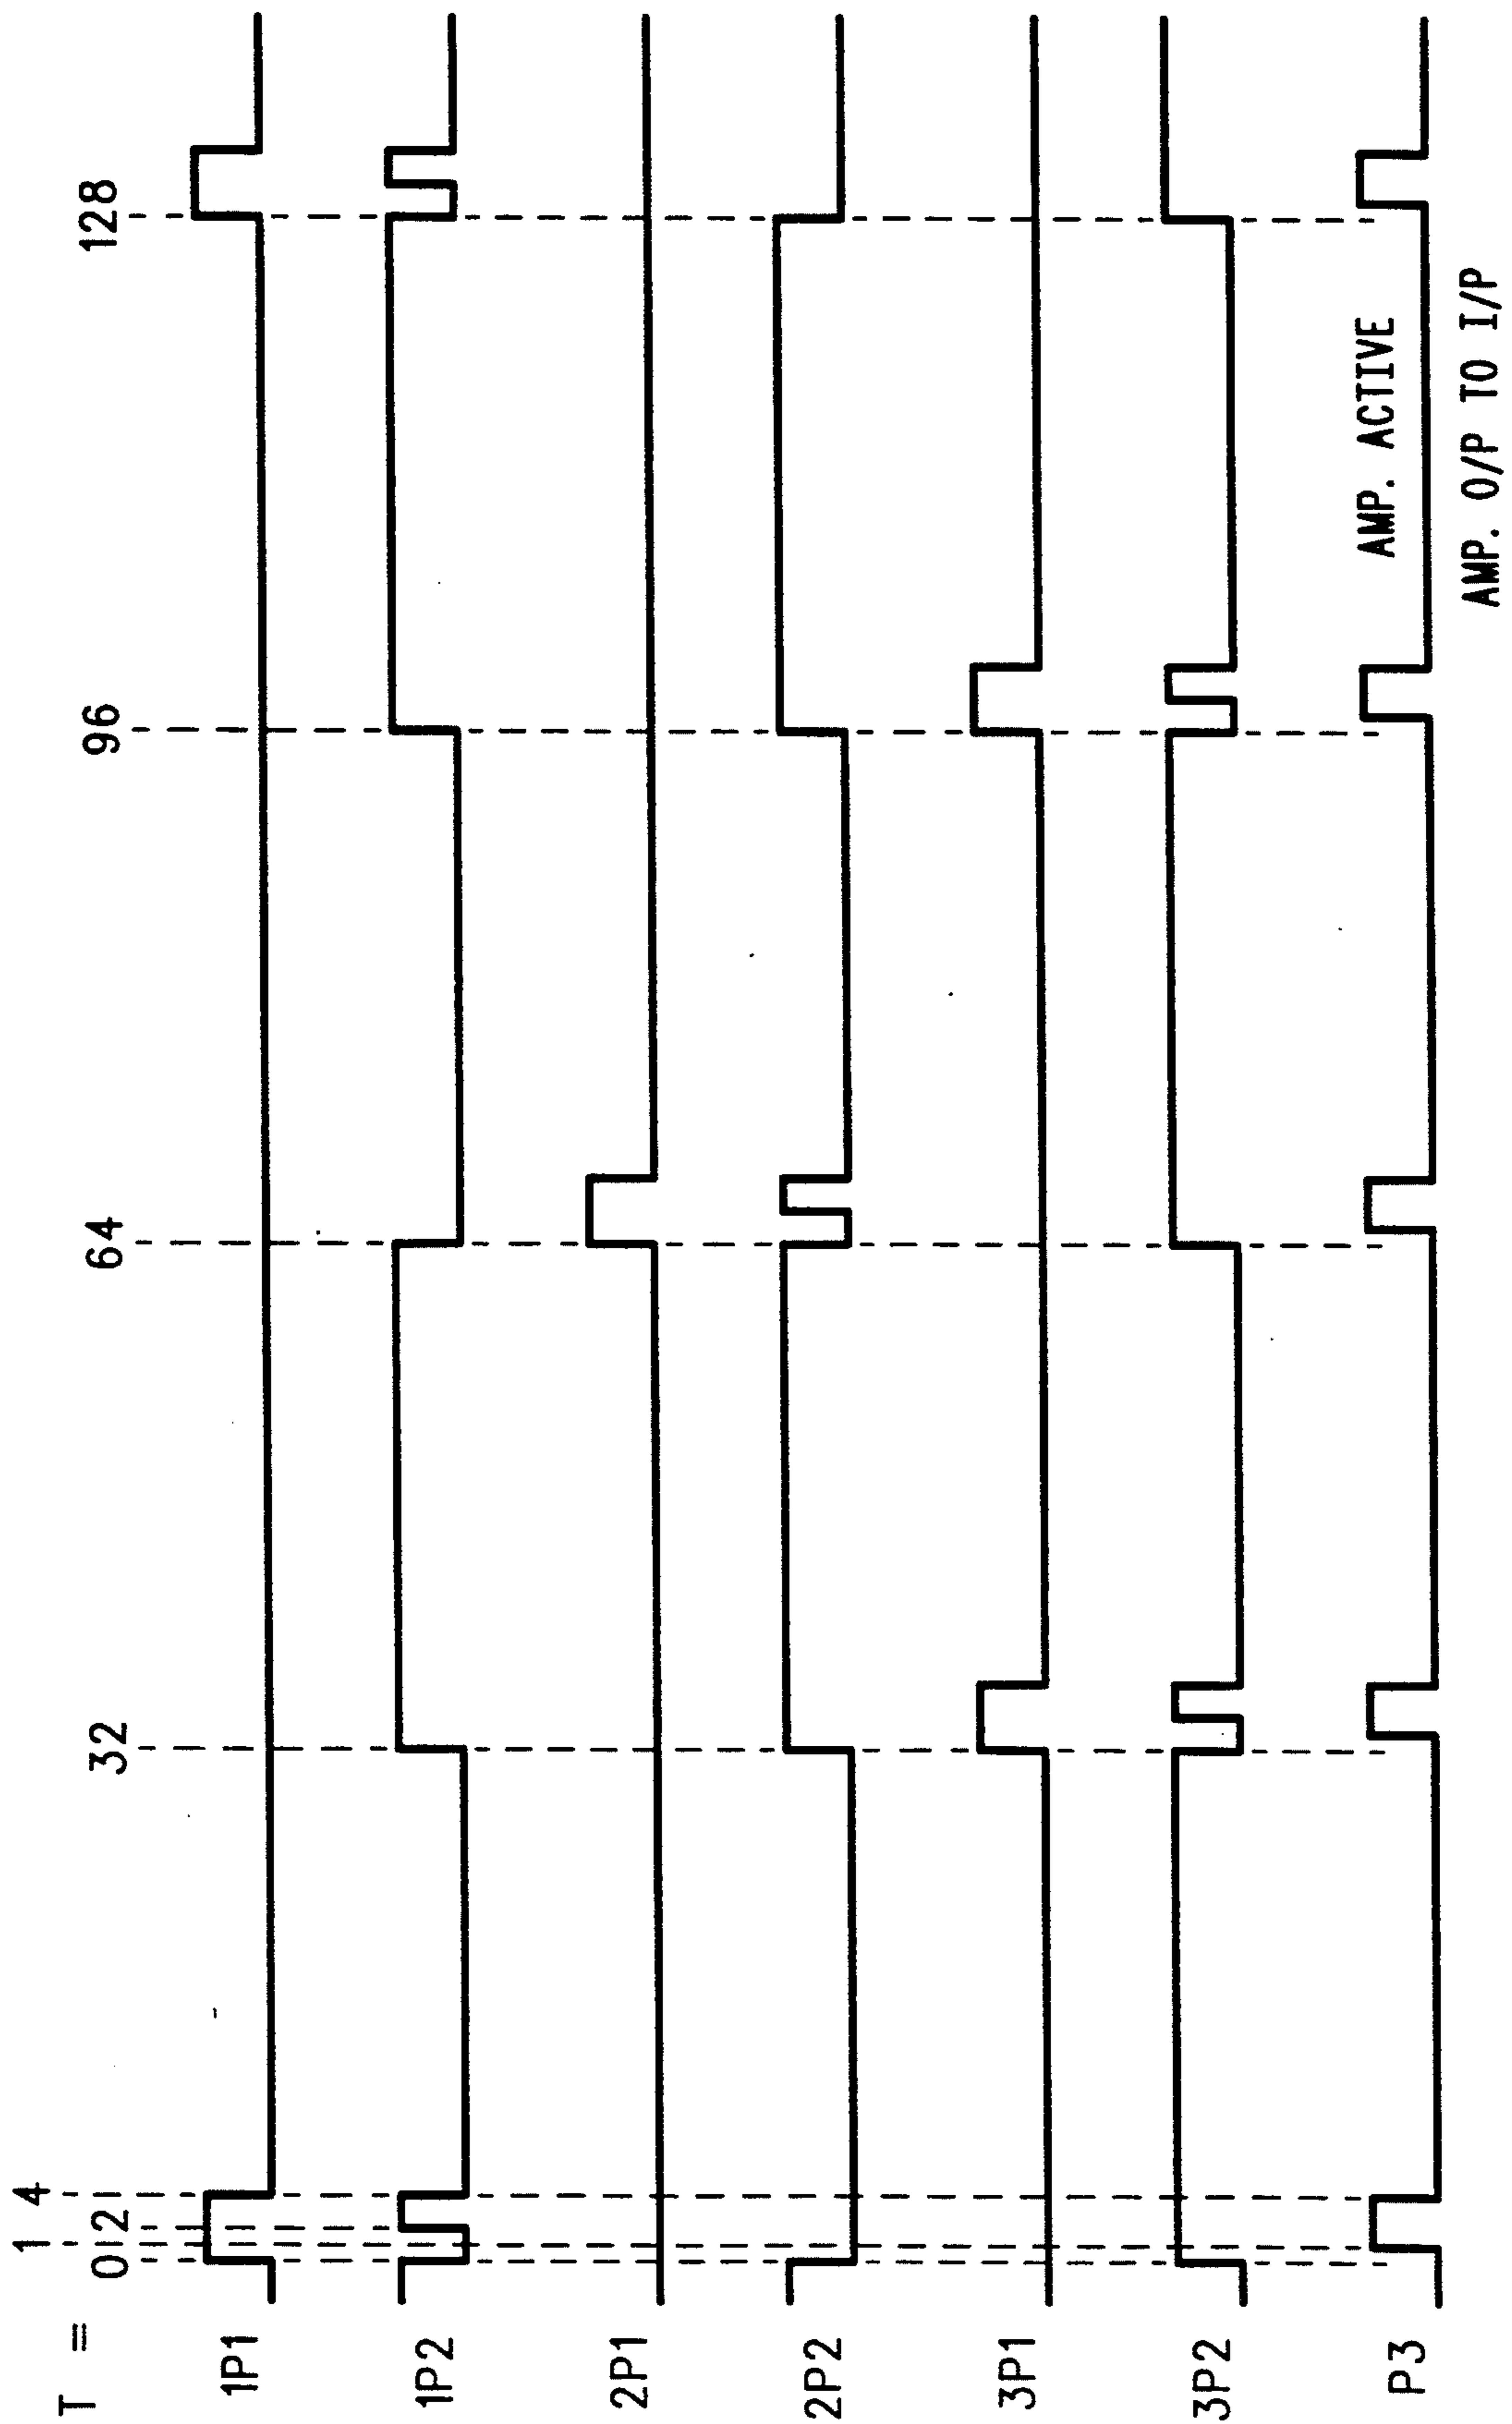 T =
0
1
2
4
32
64
96
128
1P1
1P2
2P1
2P2
3P1
3P2
P3
AMP. ACTIVE
AMP. O/P TO I/P